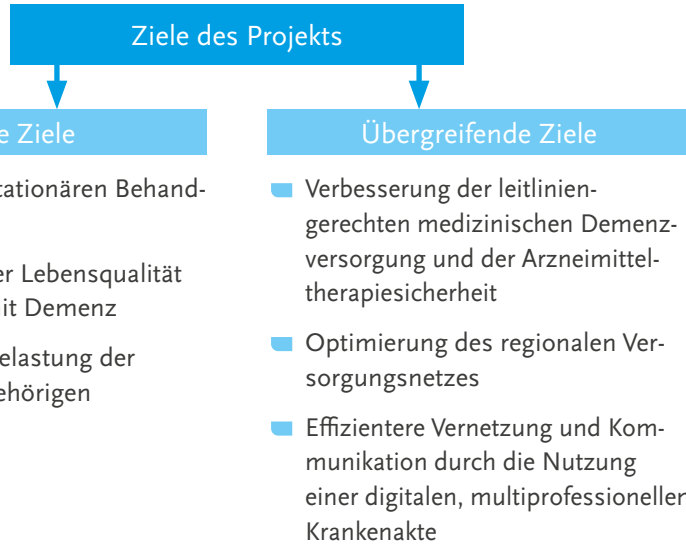 Ziele des Projekts
e Ziele
tationären Behand-
er Lebensqualität
it Demenz
elastung der
ehörigen
Übergreifende Ziele
Verbesserung der leitlinien-
gerechten medizinischen Demenz-
versorgung und der Arzneimittel-
therapiesicherheit
Optimierung des regionalen Ver-
sorgungsnetzes
Effizientere Vernetzung und Kom-
munikation durch die Nutzung
einer digitalen, multiprofessionellen
Krankenakte